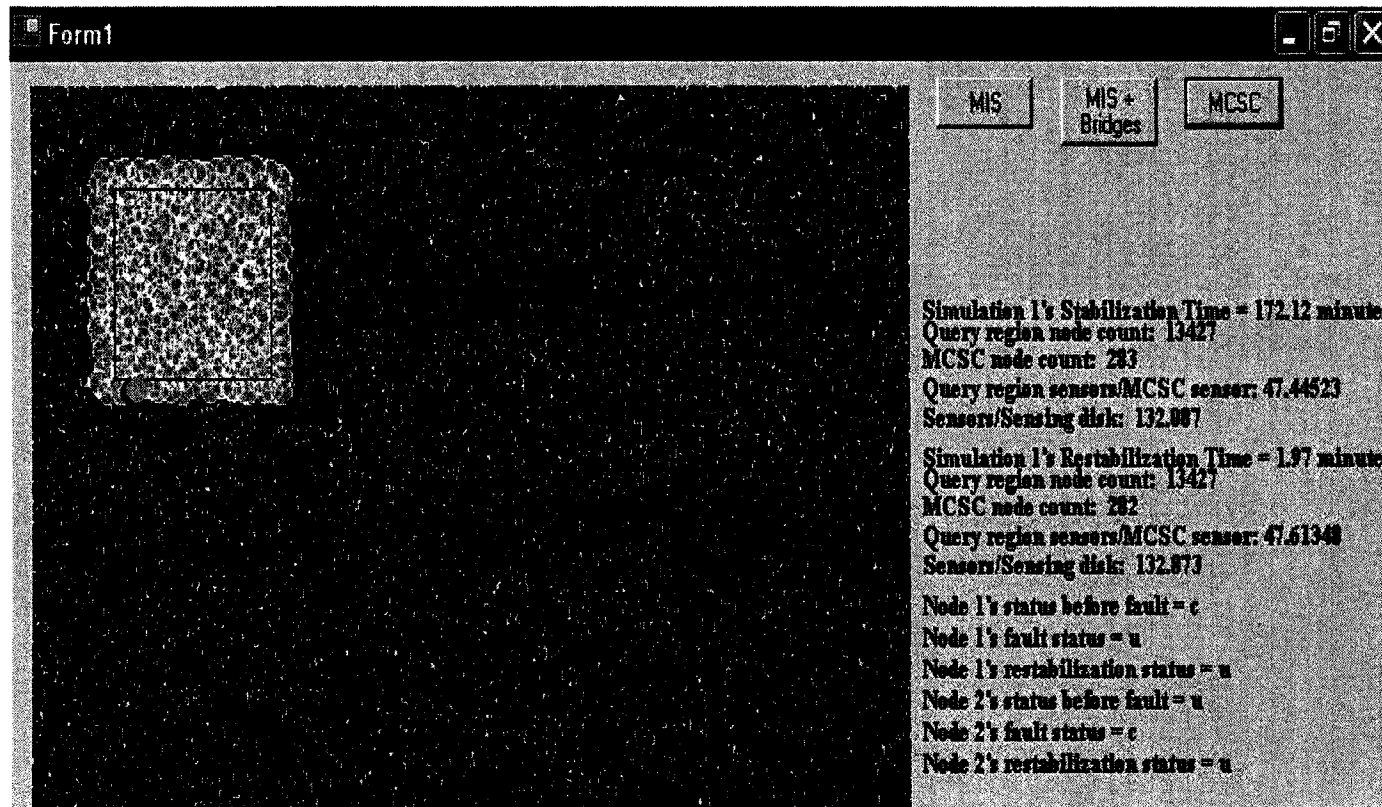 Form1
MIS
MIS +
Bridges
MCSC
Simulation 1's Stabilization Time = 172.12 minute
Query region node count: 13427
MCSC node count: 283
Query region sensors/MCSC sensor: 47.44523
Sensors/Sensing disk: 132.087
Simulation 1's Restabilization Time = 1.97 minute
Query region node count: 13427
MCSC node count: 282
Query region sensors/MCSC sensor: 47.61348
Sensors/Sensing disk: 132.873
Node 1's status before fault = c
Node 1's fault status = u
Node 1's restabilization status = u
Node 2's status before fault = u
Node 2's fault status = c
Node 2's restabilization status = u